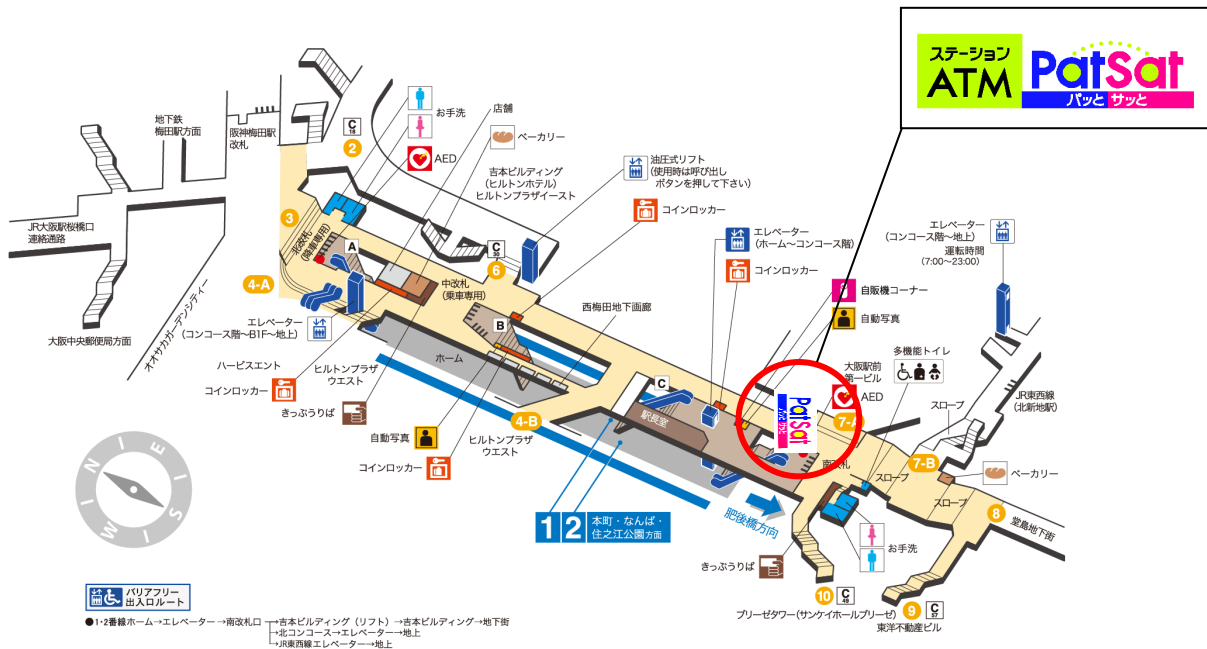 ステーション
ATM
PatSat
パッと サッと
地下鉄
梅田駅方面
阪神梅田駅
改札
C
18
2
お手洗
AED
店舗
ベーカリー
吉本ビルディング
(ヒルトンホテル)
ヒルトンプラザイースト
油圧式リフト
(使用時は呼び出し
ボタンを押して下さい)
コインロッカー
エレベーター
(ホーム〜コンコース階)
コインロッカー
エレベーター
(コンコース階〜地上)
運転時間
(7:00〜23:00)
自販機コーナー
自動写真
JR大阪駅桜橋口
連絡通路
3
北改札
(降車専用)
A
C
30
6
中改札
(乗車専用)
4-A
大阪中央郵便局方面
オオサカガーデンシティー
エレベーター
(コンコース階〜B1F〜地上)
ハービスエント
コインロッカー
ヒルトンプラザ
ウエスト
きっぷうりば
ホーム
B
西梅田地下画廊
自動写真
コインロッカー
4-B
ヒルトンプラザ
ウエスト
C
駅長室
PatSat
パッと サッと
大阪駅前
第一ビル
AED
7-A
多機能トイレ
スロープ
JR東西線
(北新地駅)
南改札
スロープ
7-B
ベーカリー
スロープ
8
堂島地下街
1 2 本町・なんば・
住之江公園方面
肥後橋方向
きっぷうりば
お手洗
10
C
49
ブリーゼタワー(サンケイホールブリーゼ)
9
C
57
東洋不動産ビル
N
E
S
W
バリアフリー
出入口ルート
●1・2番線ホーム→エレベーター→南改札口→吉本ビルディング(リフト)→吉本ビルディング→地下街
→北コンコース→エレベーター→地上
→JR東西線エレベーター→地上